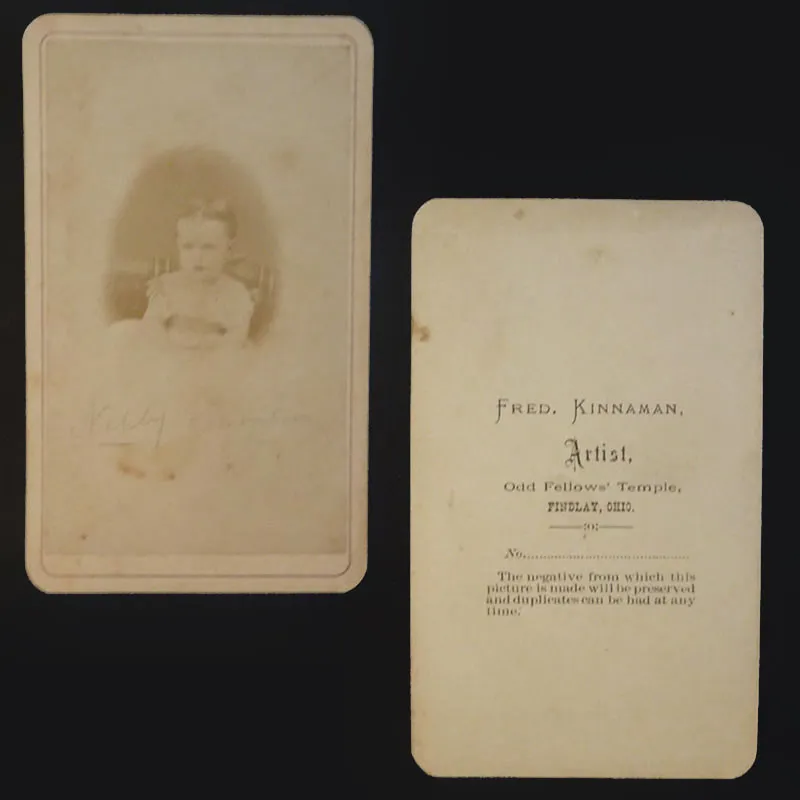 Nelly
FRED. KINNAMAN,
Artist,
Odd Fellows' Temple,
FINDLAY, OHIO.
No.......................................
The negative from which this
picture is made will be preserved
and duplicates can be had at any
time.